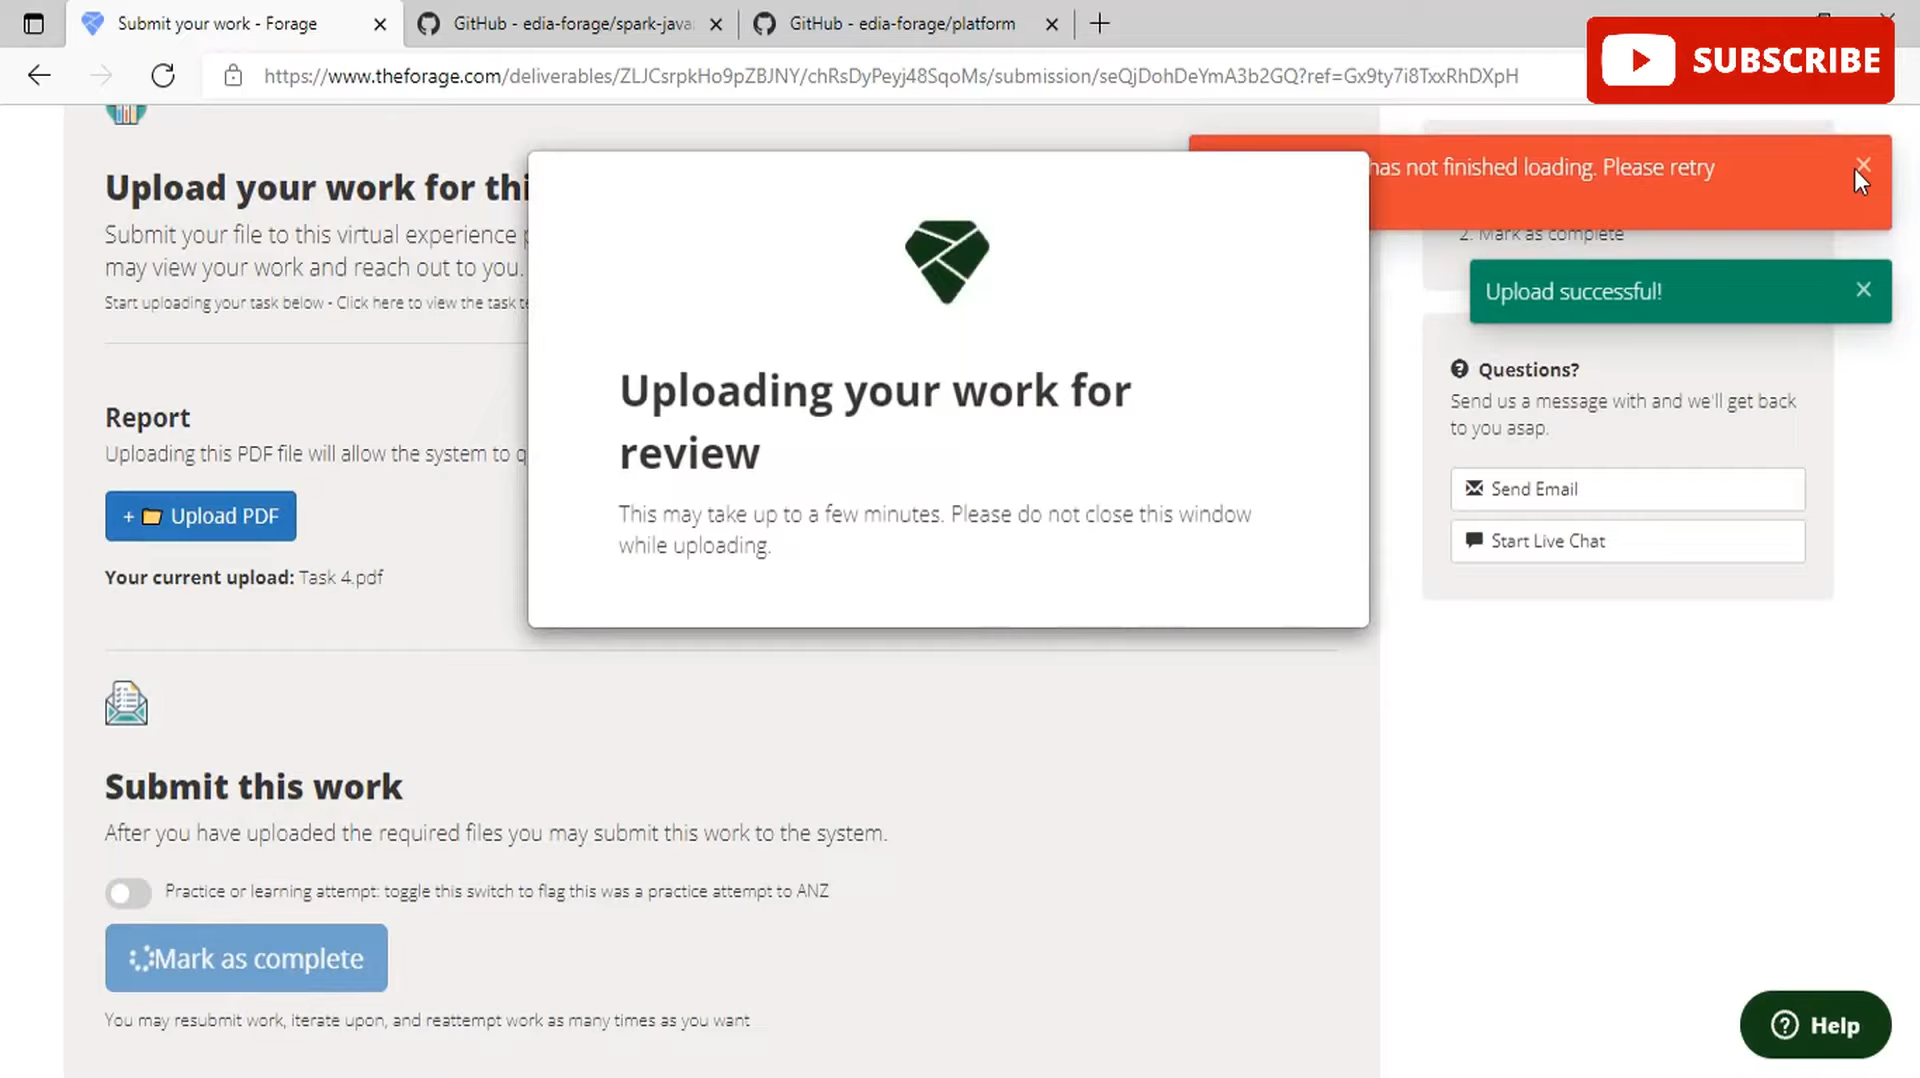 Submit your work - Forage
GitHub - edia-forage/spark-java
GitHub - edia-forage/platform
https://www.theforage.com/deliverables/ZLJCsrpkHo9pZBJNY/chRsDyPeyj48SqoMs/submission/seQjDohDeYmA3b2GQ?ref=Gx9ty7i8TxxRhDXpH
SUBSCRIBE
has not finished loading. Please retry
2. Mark as complete
Upload successful!
Upload your work for thi
Submit your file to this virtual experience p
may view your work and reach out to you.
Start uploading your task below - Click here to view the task te
Uploading your work for
review
This may take up to a few minutes. Please do not close this window
while uploading.
Report
Uploading this PDF file will allow the system to q
+ Upload PDF
Your current upload: Task 4.pdf
Questions?
Send us a message with and we'll get back
to you asap.
Send Email
Start Live Chat
Submit this work
After you have uploaded the required files you may submit this work to the system.
Practice or learning attempt: toggle this switch to flag this was a practice attempt to ANZ
Mark as complete
You may resubmit work, iterate upon, and reattempt work as many times as you want
Help